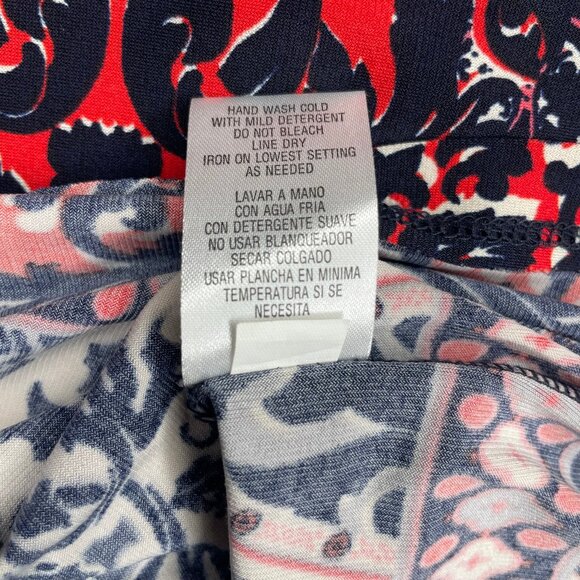 HAND WASH COLD
WITH MILD DETERGENT
DO NOT BLEACH
LINE DRY
IRON ON LOWEST SETTING
AS NEEDED
LAVAR A MANO
CON AGUA FRIA
CON DETERGENTE SUAVE
NO USAR BLANQUEADOR
SECAR COLGADO
USAR PLANCHA EN MINIMA
TEMPERATURA SI SE
NECESITA